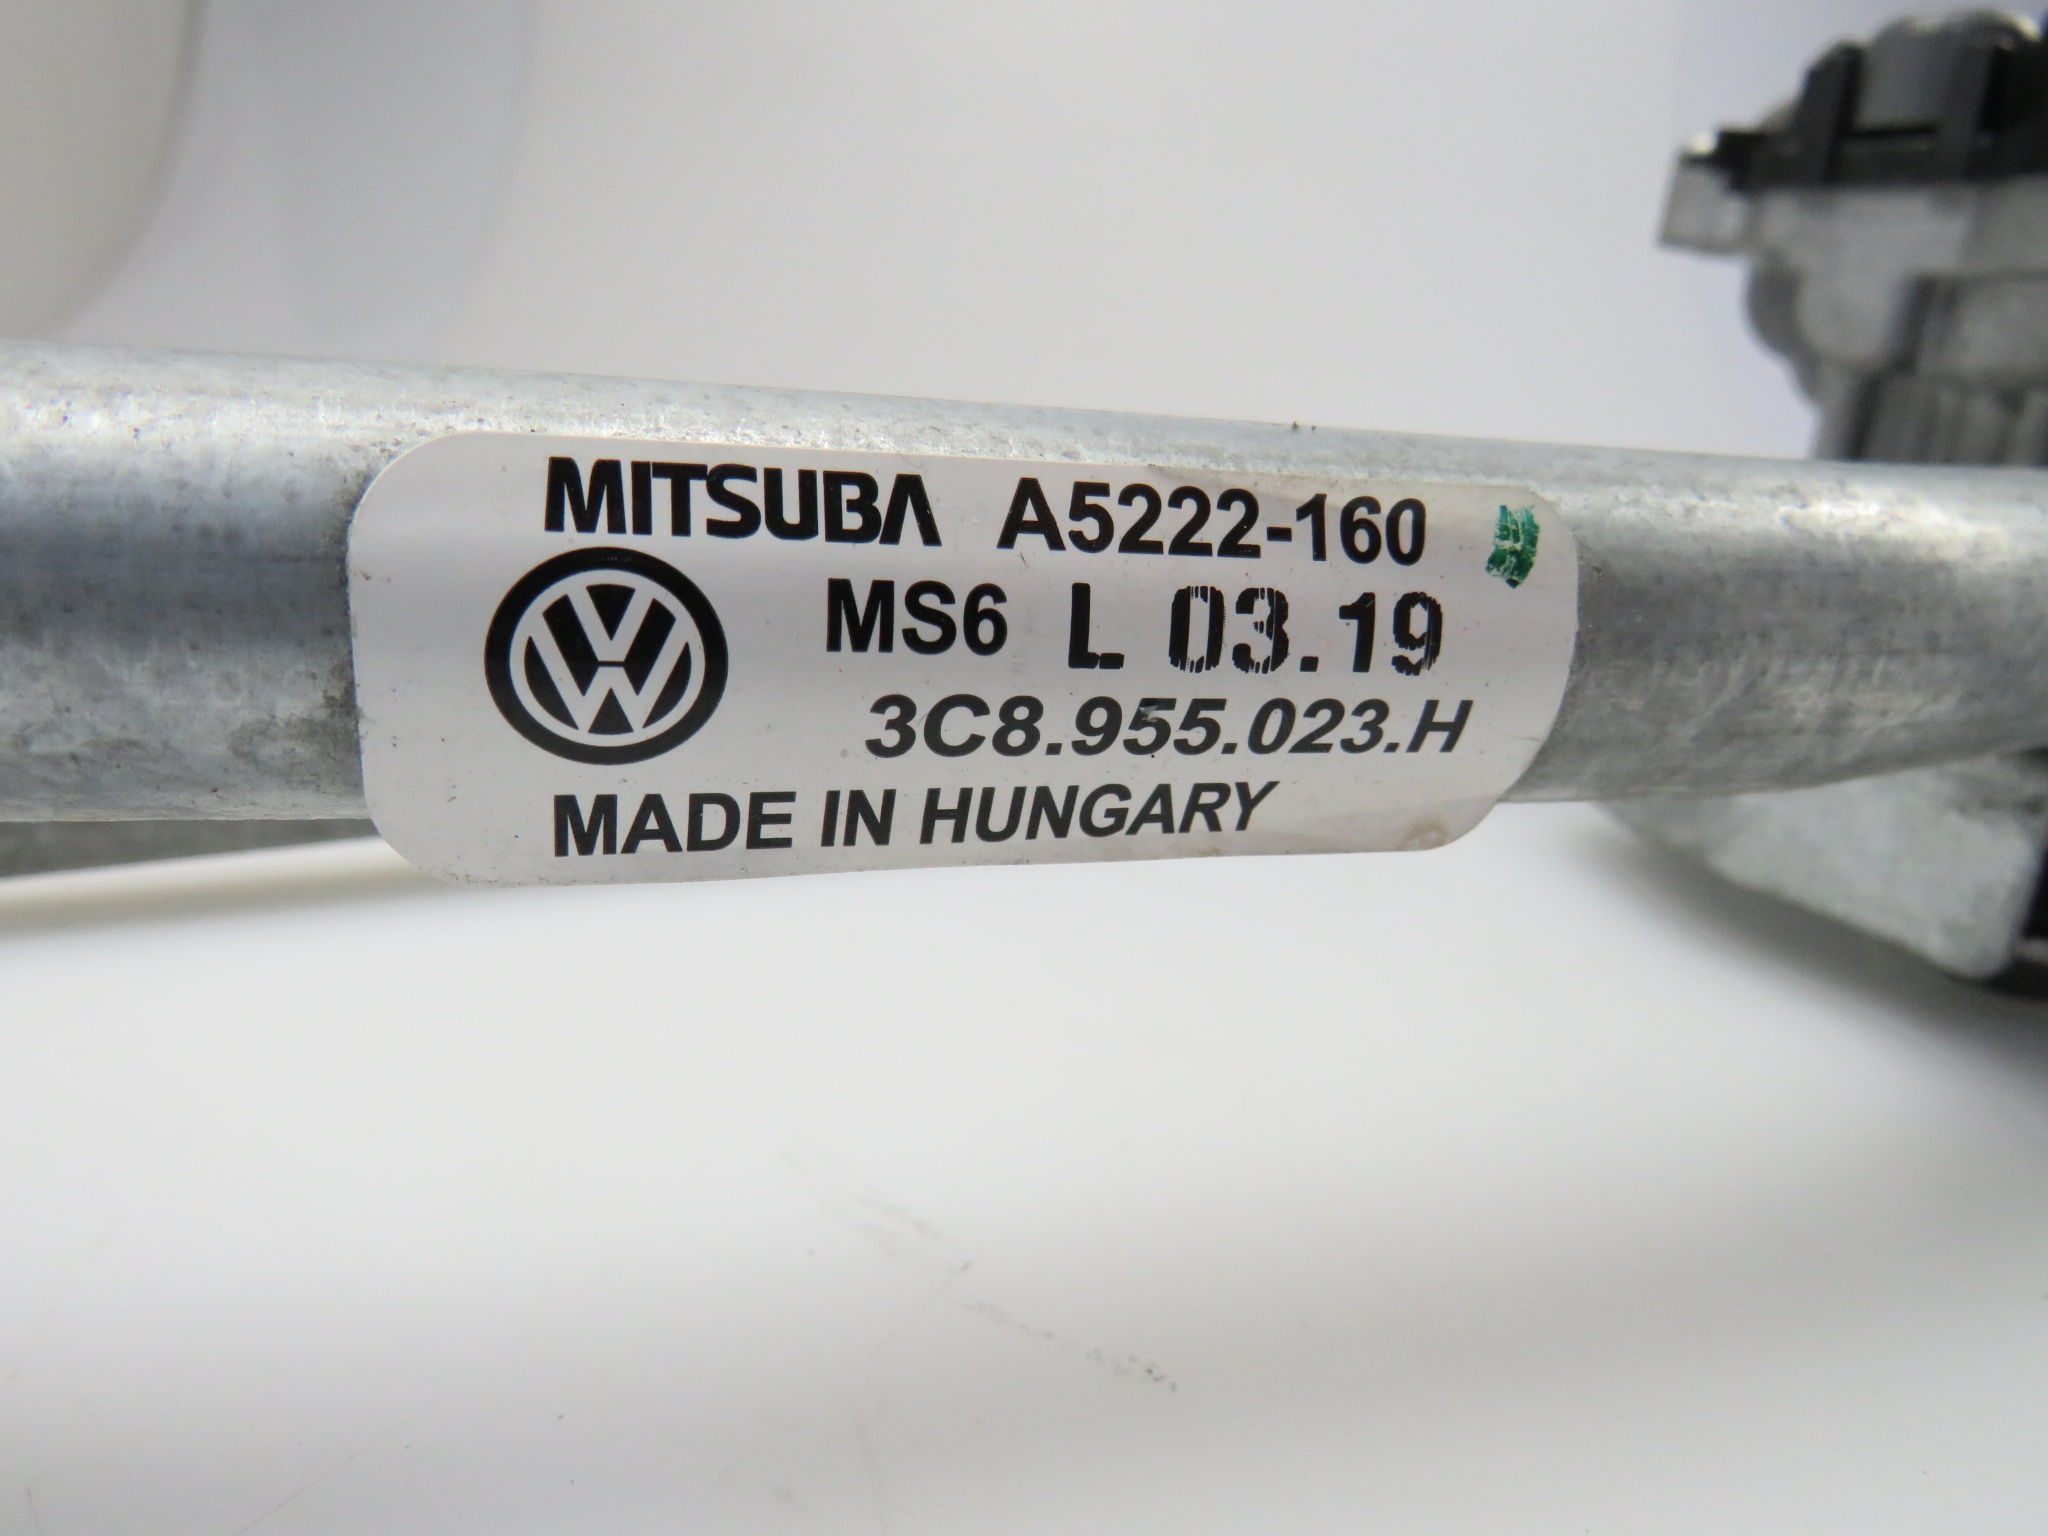 MITSUBA A5222-160
MS6 L 03.19
3C8.955.023.H
MADE IN HUNGARY